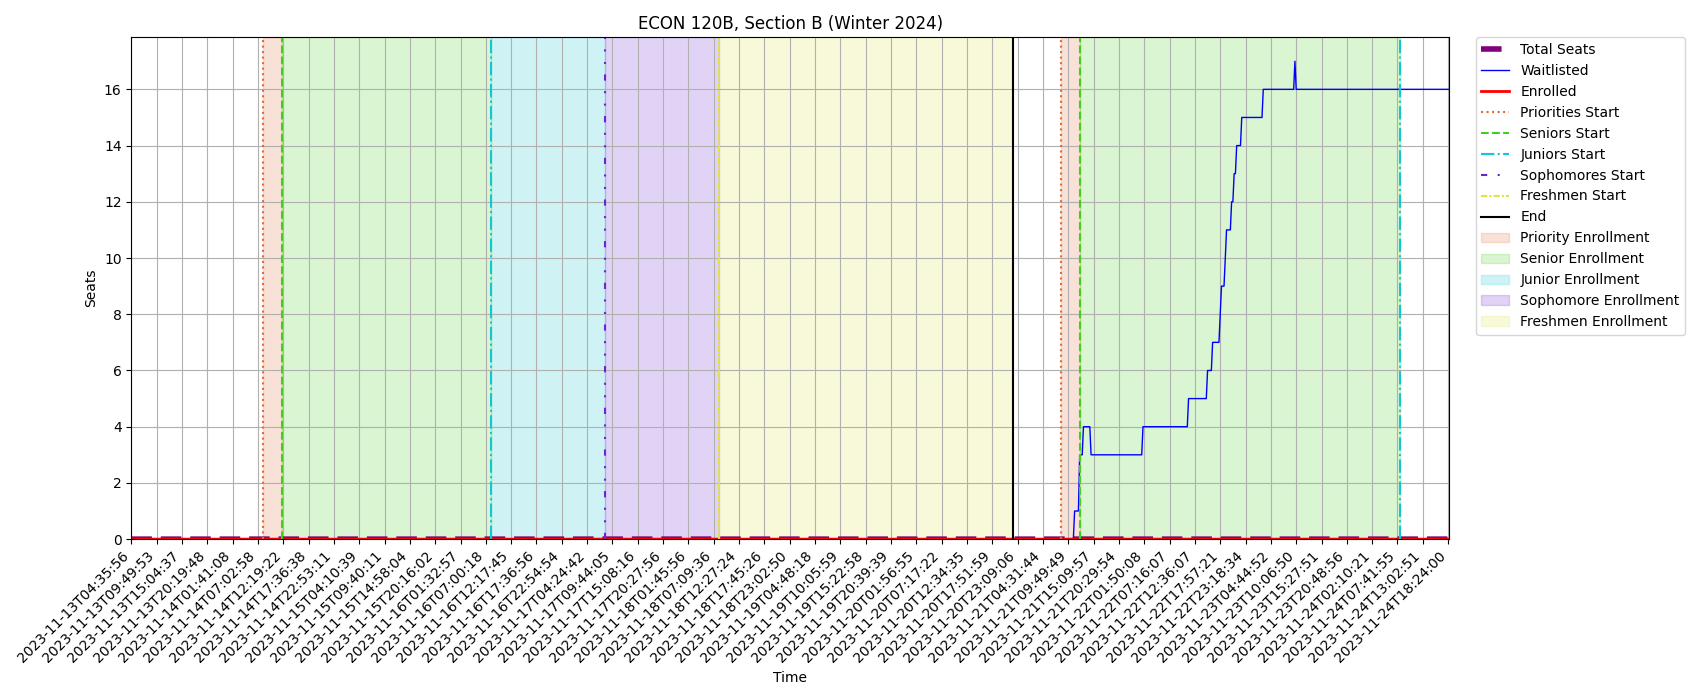 ECON 120B, Section B (Winter 2024)
Seats
16
14
12
10
8
6
4
2
0
2023-11-13T04:35:56
2023-11-13T09:49:53
2023-11-13T15:04:37
2023-11-13T20:19:48
2023-11-14T01:41:08
2023-11-14T07:02:58
2023-11-14T12:19:22
2023-11-14T17:36:38
2023-11-14T22:53:11
2023-11-15T04:10:39
2023-11-15T09:40:11
2023-11-15T14:58:04
2023-11-15T20:16:02
2023-11-16T01:32:57
2023-11-16T07:00:18
2023-11-16T12:17:45
2023-11-16T17:36:56
2023-11-16T22:54:54
2023-11-17T04:24:42
2023-11-17T09:44:05
2023-11-17T15:08:16
2023-11-17T20:27:56
2023-11-18T01:45:56
2023-11-18T07:09:36
2023-11-18T12:27:24
2023-11-18T17:45:26
2023-11-18T23:02:50
2023-11-19T04:48:18
2023-11-19T10:05:59
2023-11-19T15:22:58
2023-11-19T20:39:39
2023-11-20T01:56:55
2023-11-20T07:17:22
2023-11-20T12:34:35
2023-11-20T17:51:59
2023-11-20T23:09:06
2023-11-21T04:31:44
2023-11-21T09:49:49
2023-11-21T15:09:57
2023-11-21T20:29:54
2023-11-22T01:50:08
2023-11-22T07:16:07
2023-11-22T12:36:07
2023-11-22T17:57:21
2023-11-22T23:18:34
2023-11-23T04:44:52
2023-11-23T10:06:50
2023-11-23T15:27:51
2023-11-23T20:48:56
2023-11-24T02:10:21
2023-11-24T07:41:55
2023-11-24T13:02:51
2023-11-24T18:24:00
Time
Total Seats
Waitlisted
Enrolled
Priorities Start
Seniors Start
Juniors Start
Sophomores Start
Freshmen Start
End
Priority Enrollment
Senior Enrollment
Junior Enrollment
Sophomore Enrollment
Freshmen Enrollment